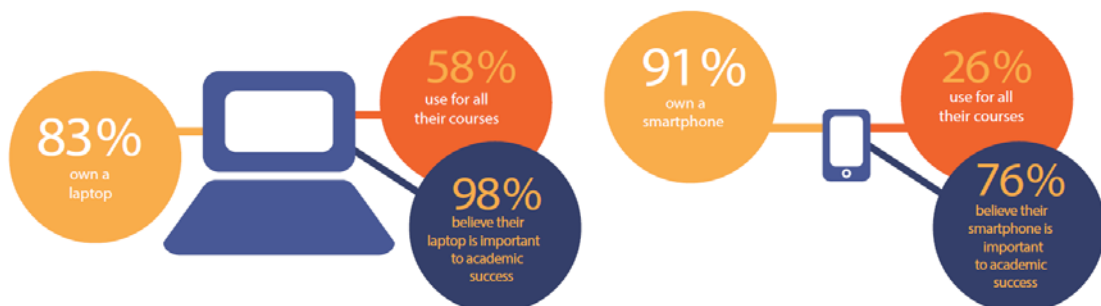 83%
own a
laptop
58%
use for all
their courses
98%
believe their
laptop is important
to academic
success
91%
own a
smartphone
26%
use for all
their courses
76%
believe their
smartphone is
important
to academic
success